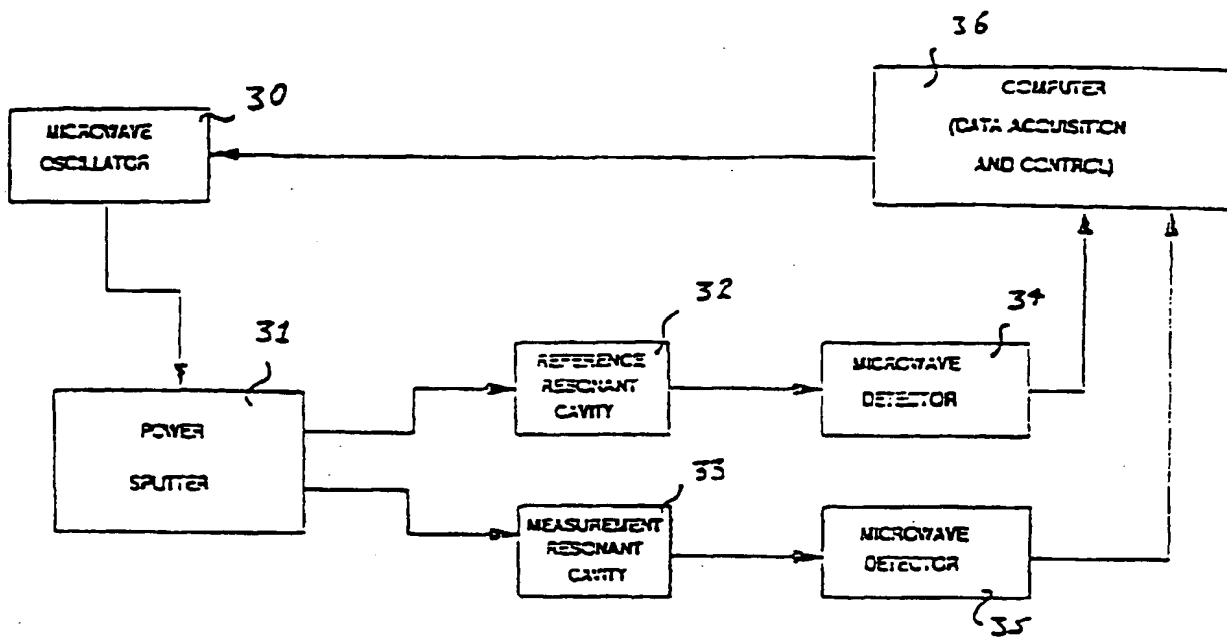 36
COMPUTER
(DATA ACQUISITION
AND CONTROL)
30
MICROWAVE
OSCILLATOR
31
POWER
SPLITTER
32
REFERENCE
RESONANT
CAVITY
34
MICROWAVE
DETECTOR
33
MEASUREMENT
RESONANT
CAVITY
MICROWAVE
DETECTOR
35